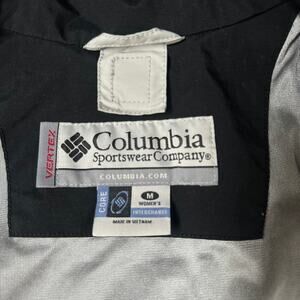 VERTEX
Columbia
Sportswear Company®
COLUMBIA.COM
CORE
M
WOMEN'S
INTERCHANGE
MADE IN VIETNAM